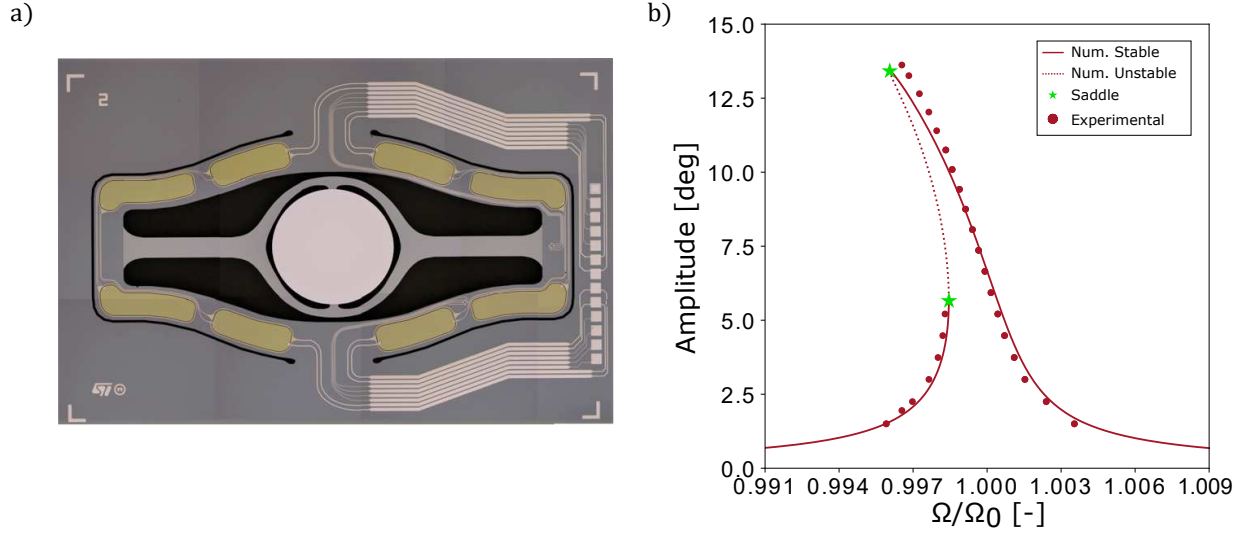 a)
2
ST
b)
15.0
12.5
10.0
7.5
5.0
2.5
0.0
Amplitude [deg]
0.991 0.994 0.997 1.000 1.003 1.006 1.009
Ω/Ω0 [-]
Num. Stable
Num. Unstable
Saddle
Experimental